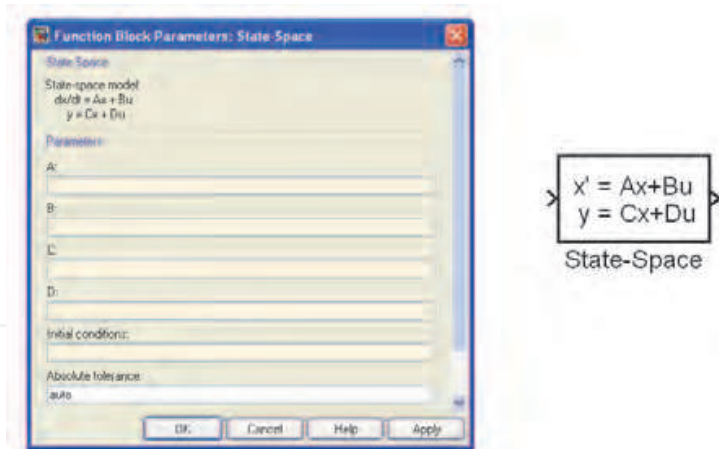 Function Block Parameters: State-Space
State Space
State-space model:
dx/dt = Ax + Bu
y = Cx + Du
Parameters
A:
B:
C:
D:
Initial conditions:
Absolute tolerance:
auto
OK Cancel Help Apply
x' = Ax+Bu
y = Cx+Du
State-Space